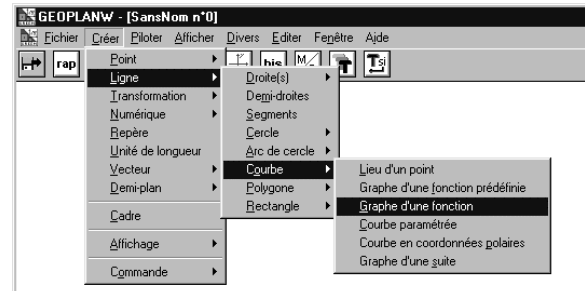 GEOPLANW - [SansNom n°0]
Fichier Créer Piloter Afficher Divers Editer Fenêtre Aide
rap bis Tsi
Point
Ligne
Transformation
Numérique
Repère
Unité de longueur
Vecteur
Demi-plan
Cadre
Affichage
Commande
Droite(s)
Demi-droites
Segments
Cercle
Arc de cercle
Courbe
Polygone
Rectangle
Lieu d'un point
Graphe d'une fonction prédéfinie
Graphe d'une fonction
Courbe paramétrée
Courbe en coordonnées polaires
Graphe d'une suite